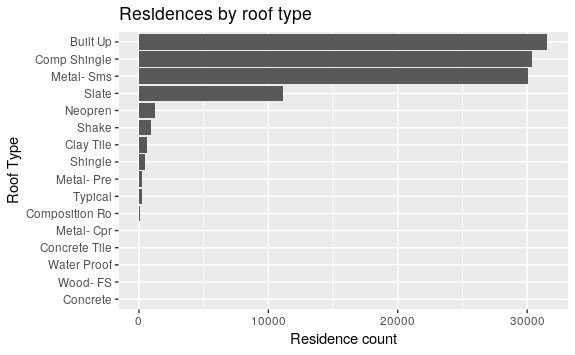 Residences by roof type
Built Up
Comp Shingle
Metal- Sms
Slate
Neopren
Shake
Clay Tile
Shingle
Metal- Pre
Typical
Composition Ro
Metal- Cpr
Concrete Tile
Water Proof
Wood- FS
Concrete
Roof Type
0 10000 20000 30000
Residence count